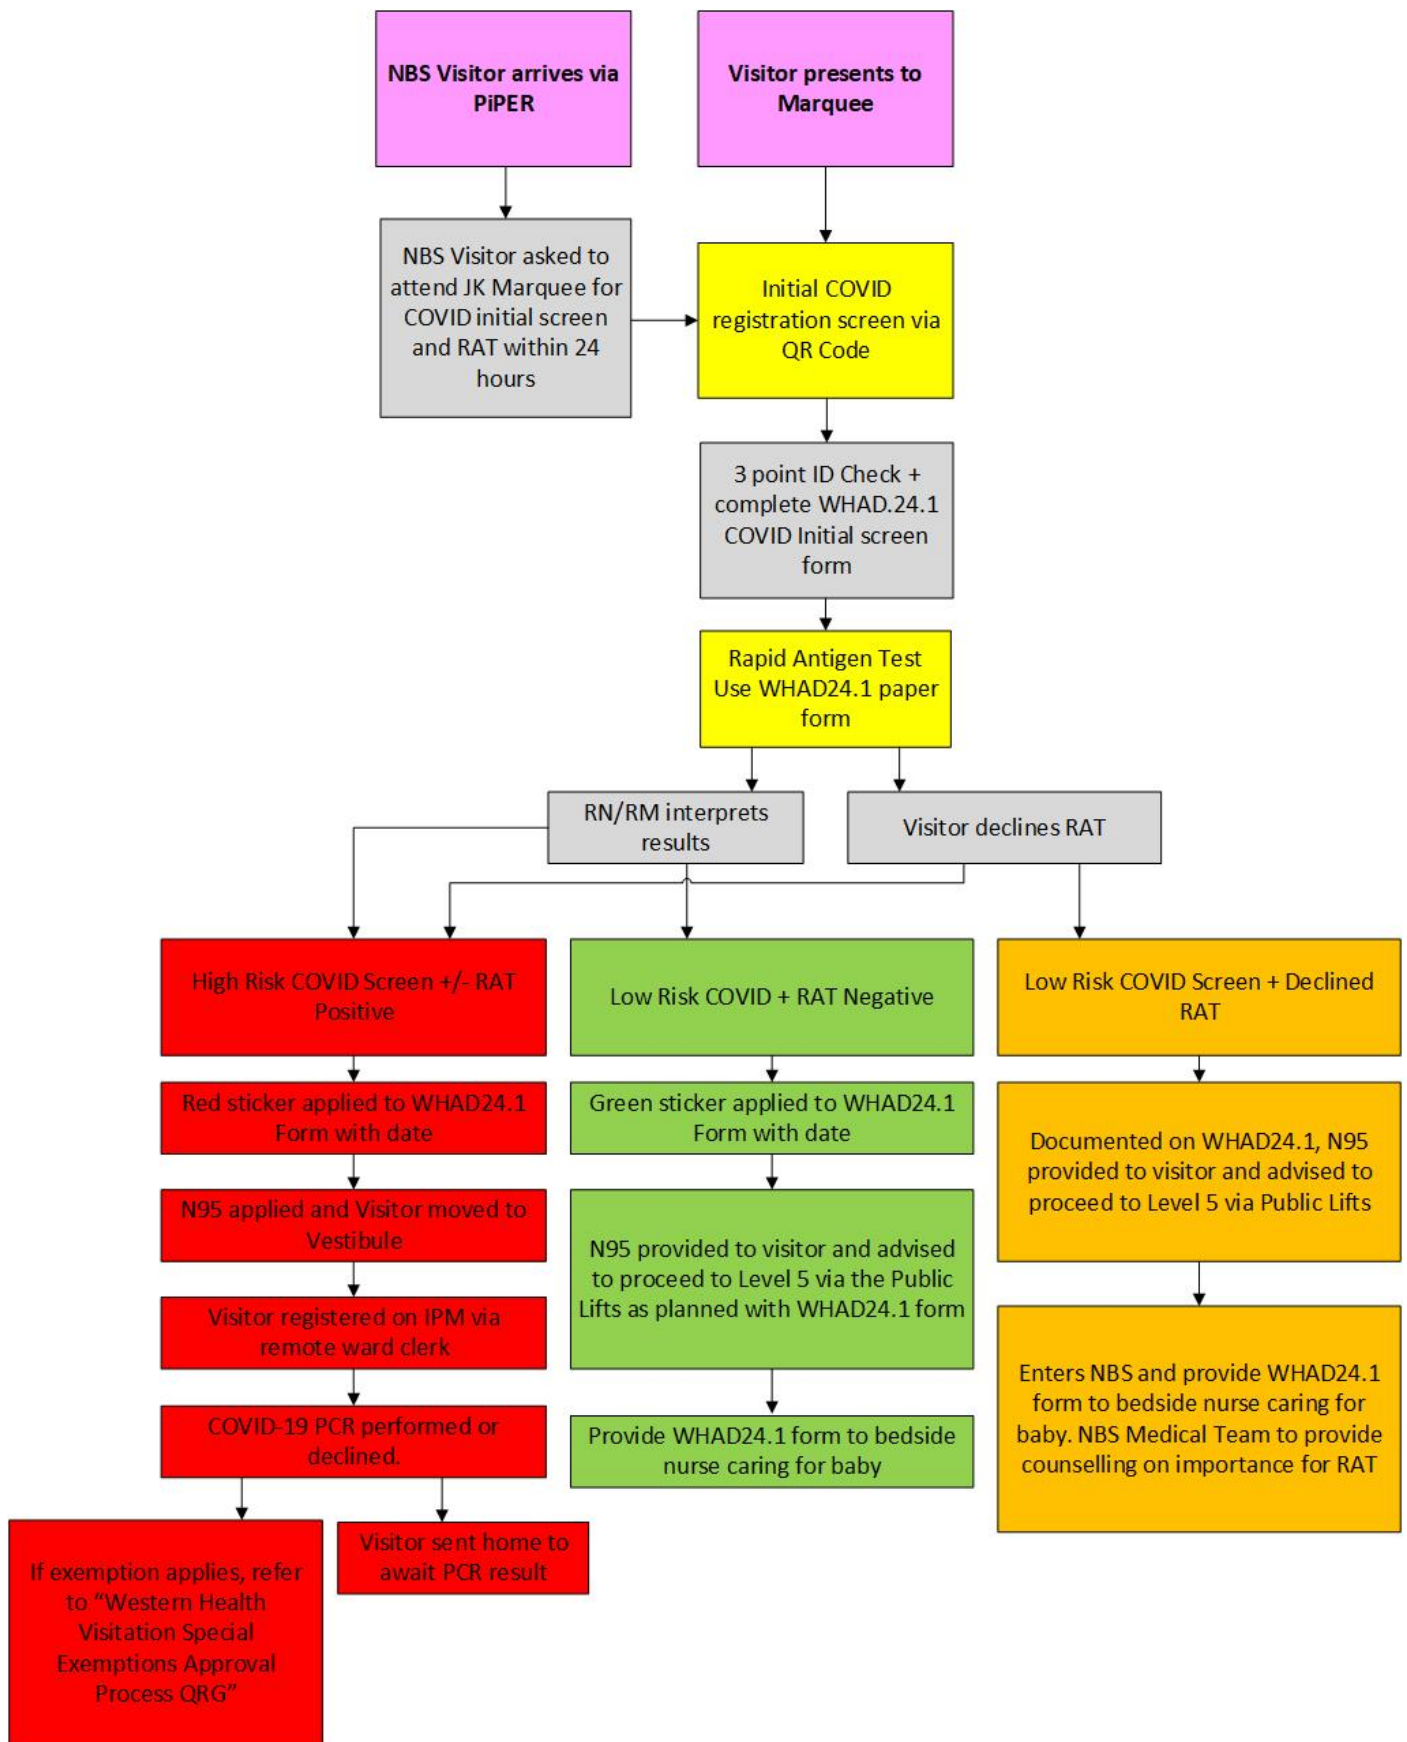 NBS Visitor arrives via
PiPER
Visitor presents to
Marquee
NBS Visitor asked to
attend JK Marquee for
COVID initial screen
and RAT within 24
hours
Initial COVID
registration screen via
QR Code
3 point ID Check +
complete WHAD.24.1
COVID Initial screen
form
Rapid Antigen Test
Use WHAD24.1 paper
form
RN/RM interprets
results
Visitor declines RAT
High Risk COVID Screen +/- RAT
Positive
Low Risk COVID + RAT Negative
Low Risk COVID Screen + Declined
RAT
Red sticker applied to WHAD24.1
Form with date
Green sticker applied to WHAD24.1
Form with date
Documented on WHAD24.1, N95
provided to visitor and advised to
proceed to Level 5 via Public Lifts
N95 applied and Visitor moved to
Vestibule
N95 provided to visitor and advised
to proceed to Level 5 via the Public
Lifts as planned with WHAD24.1 form
Visitor registered on IPM via
remote ward clerk
Enters NBS and provide WHAD24.1
form to bedside nurse caring for
baby. NBS Medical Team to provide
counselling on importance for RAT
COVID-19 PCR performed or
declined.
Provide WHAD24.1 form to bedside
nurse caring for baby
If exemption applies, refer
to “Western Health
Visitation Special
Exemptions Approval
Process QRG”
Visitor sent home to
await PCR result